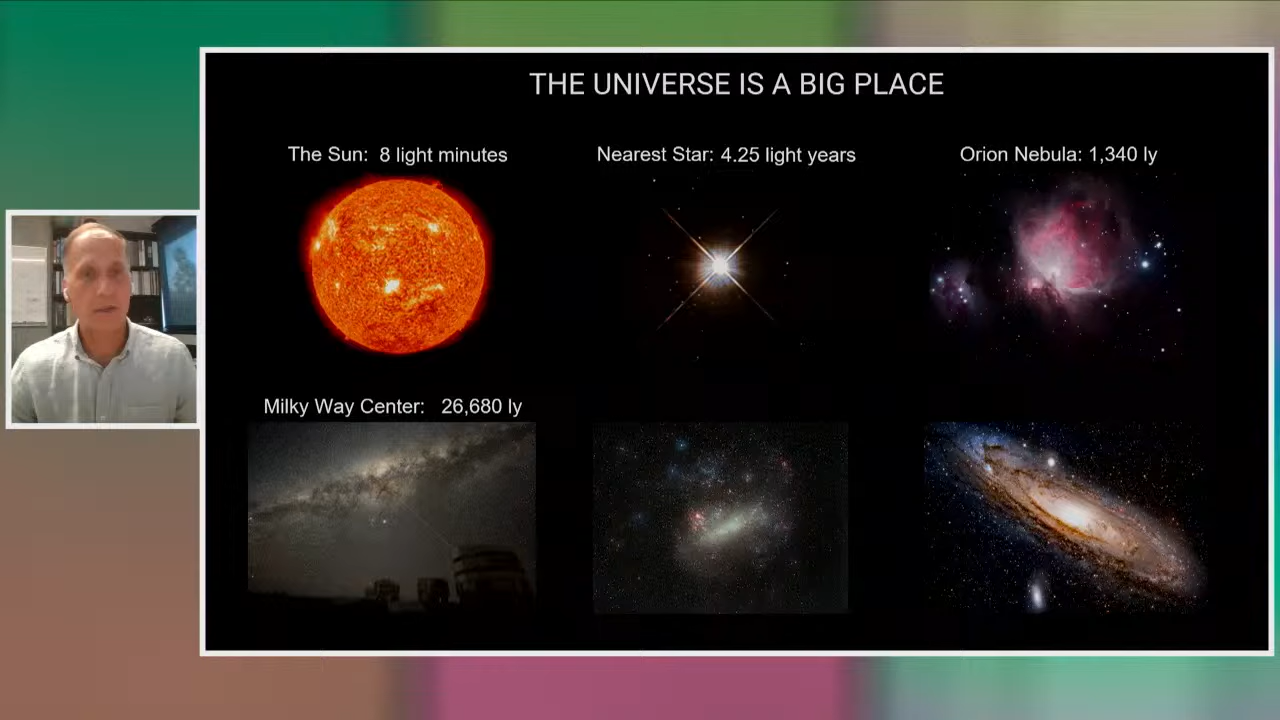 THE UNIVERSE IS A BIG PLACE
The Sun: 8 light minutes
Nearest Star: 4.25 light years
Orion Nebula: 1,340 ly
Milky Way Center: 26,680 ly